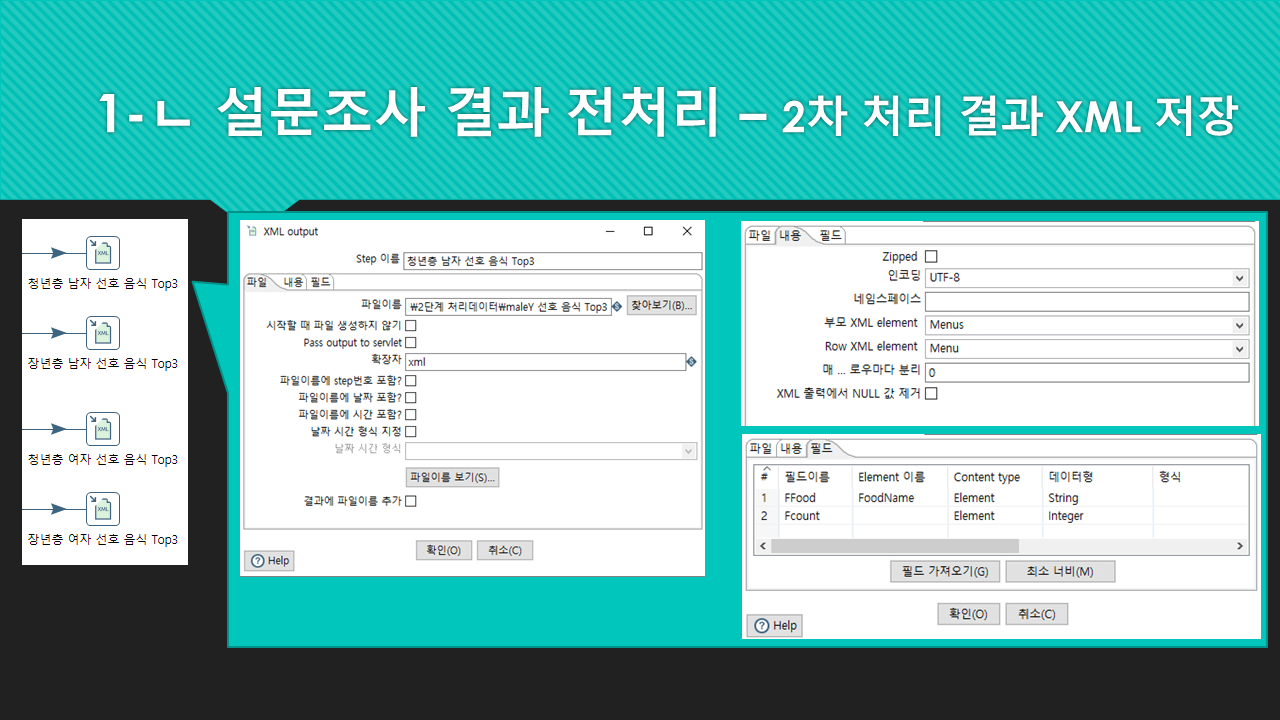 1-ㄴ 설문조사 결과 전처리 – 2차 처리 결과 XML 저장
XML
청년층 남자 선호 음식 Top3
XML
장년층 남자 선호 음식 Top3
XML
청년층 여자 선호 음식 Top3
XML
장년층 여자 선호 음식 Top3
XML output
Step 이름 청년층 남자 선호 음식 Top3
파일 내용 필드
파일이름 ₩2단계 처리데이터₩maleY 선호 음식 Top3 찾아보기(B)...
시작할 때 파일 생성하지 않기
Pass output to servlet
확장자 xml
파일이름에 step번호 포함?
파일이름에 날짜 포함?
파일이름에 시간 포함?
날짜 시간 형식 지정
날짜 시간 형식
파일이름 보기(S)...
결과에 파일이름 추가
확인(O) 취소(C)
Help
파일 내용 필드
Zipped
인코딩 UTF-8
네임스페이스
부모 XML element Menus
Row XML element Menu
매 ... 로우마다 분리 0
XML 출력에서 NULL 값 제거
파일 내용 필드
# 필드이름 Element 이름 Content type 데이터형 형식
1 FFood FoodName Element String
2 Fcount Element Integer
필드 가져오기(G) 최소 너비(M)
확인(O) 취소(C)
Help